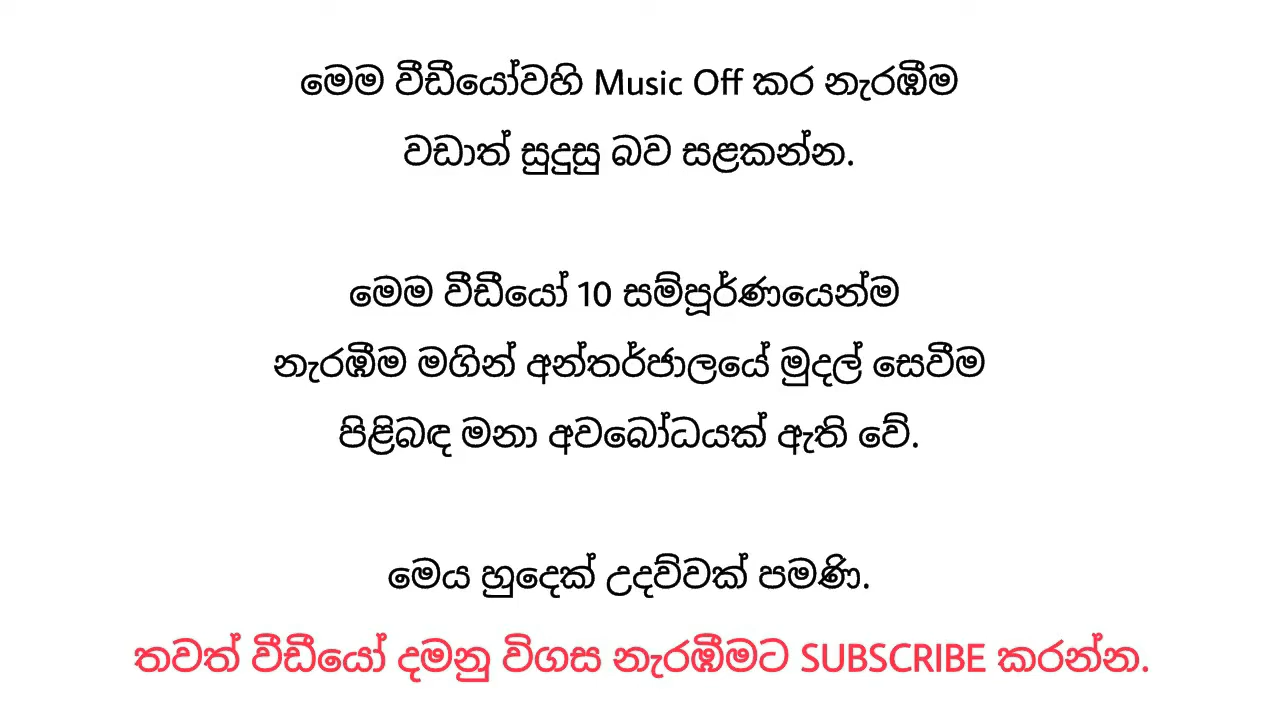 මෙම වීඩීයෝවහි Music Off කර නැරඹීම
වඩාත් සුදුසු බව සළකන්න.
මෙම වීඩීයෝ 10 සම්පූර්ණයෙන්ම
නැරඹීම මගින් අන්තර්ජාලයේ මුදල් සෙවීම
පිළිබඳ මනා අවබෝධයක් ඇති වේ.
මෙය හුදෙක් උදව්වක් පමණි.
තවත් වීඩීයෝ දමනු විගස නැරඹීමට SUBSCRIBE කරන්න.